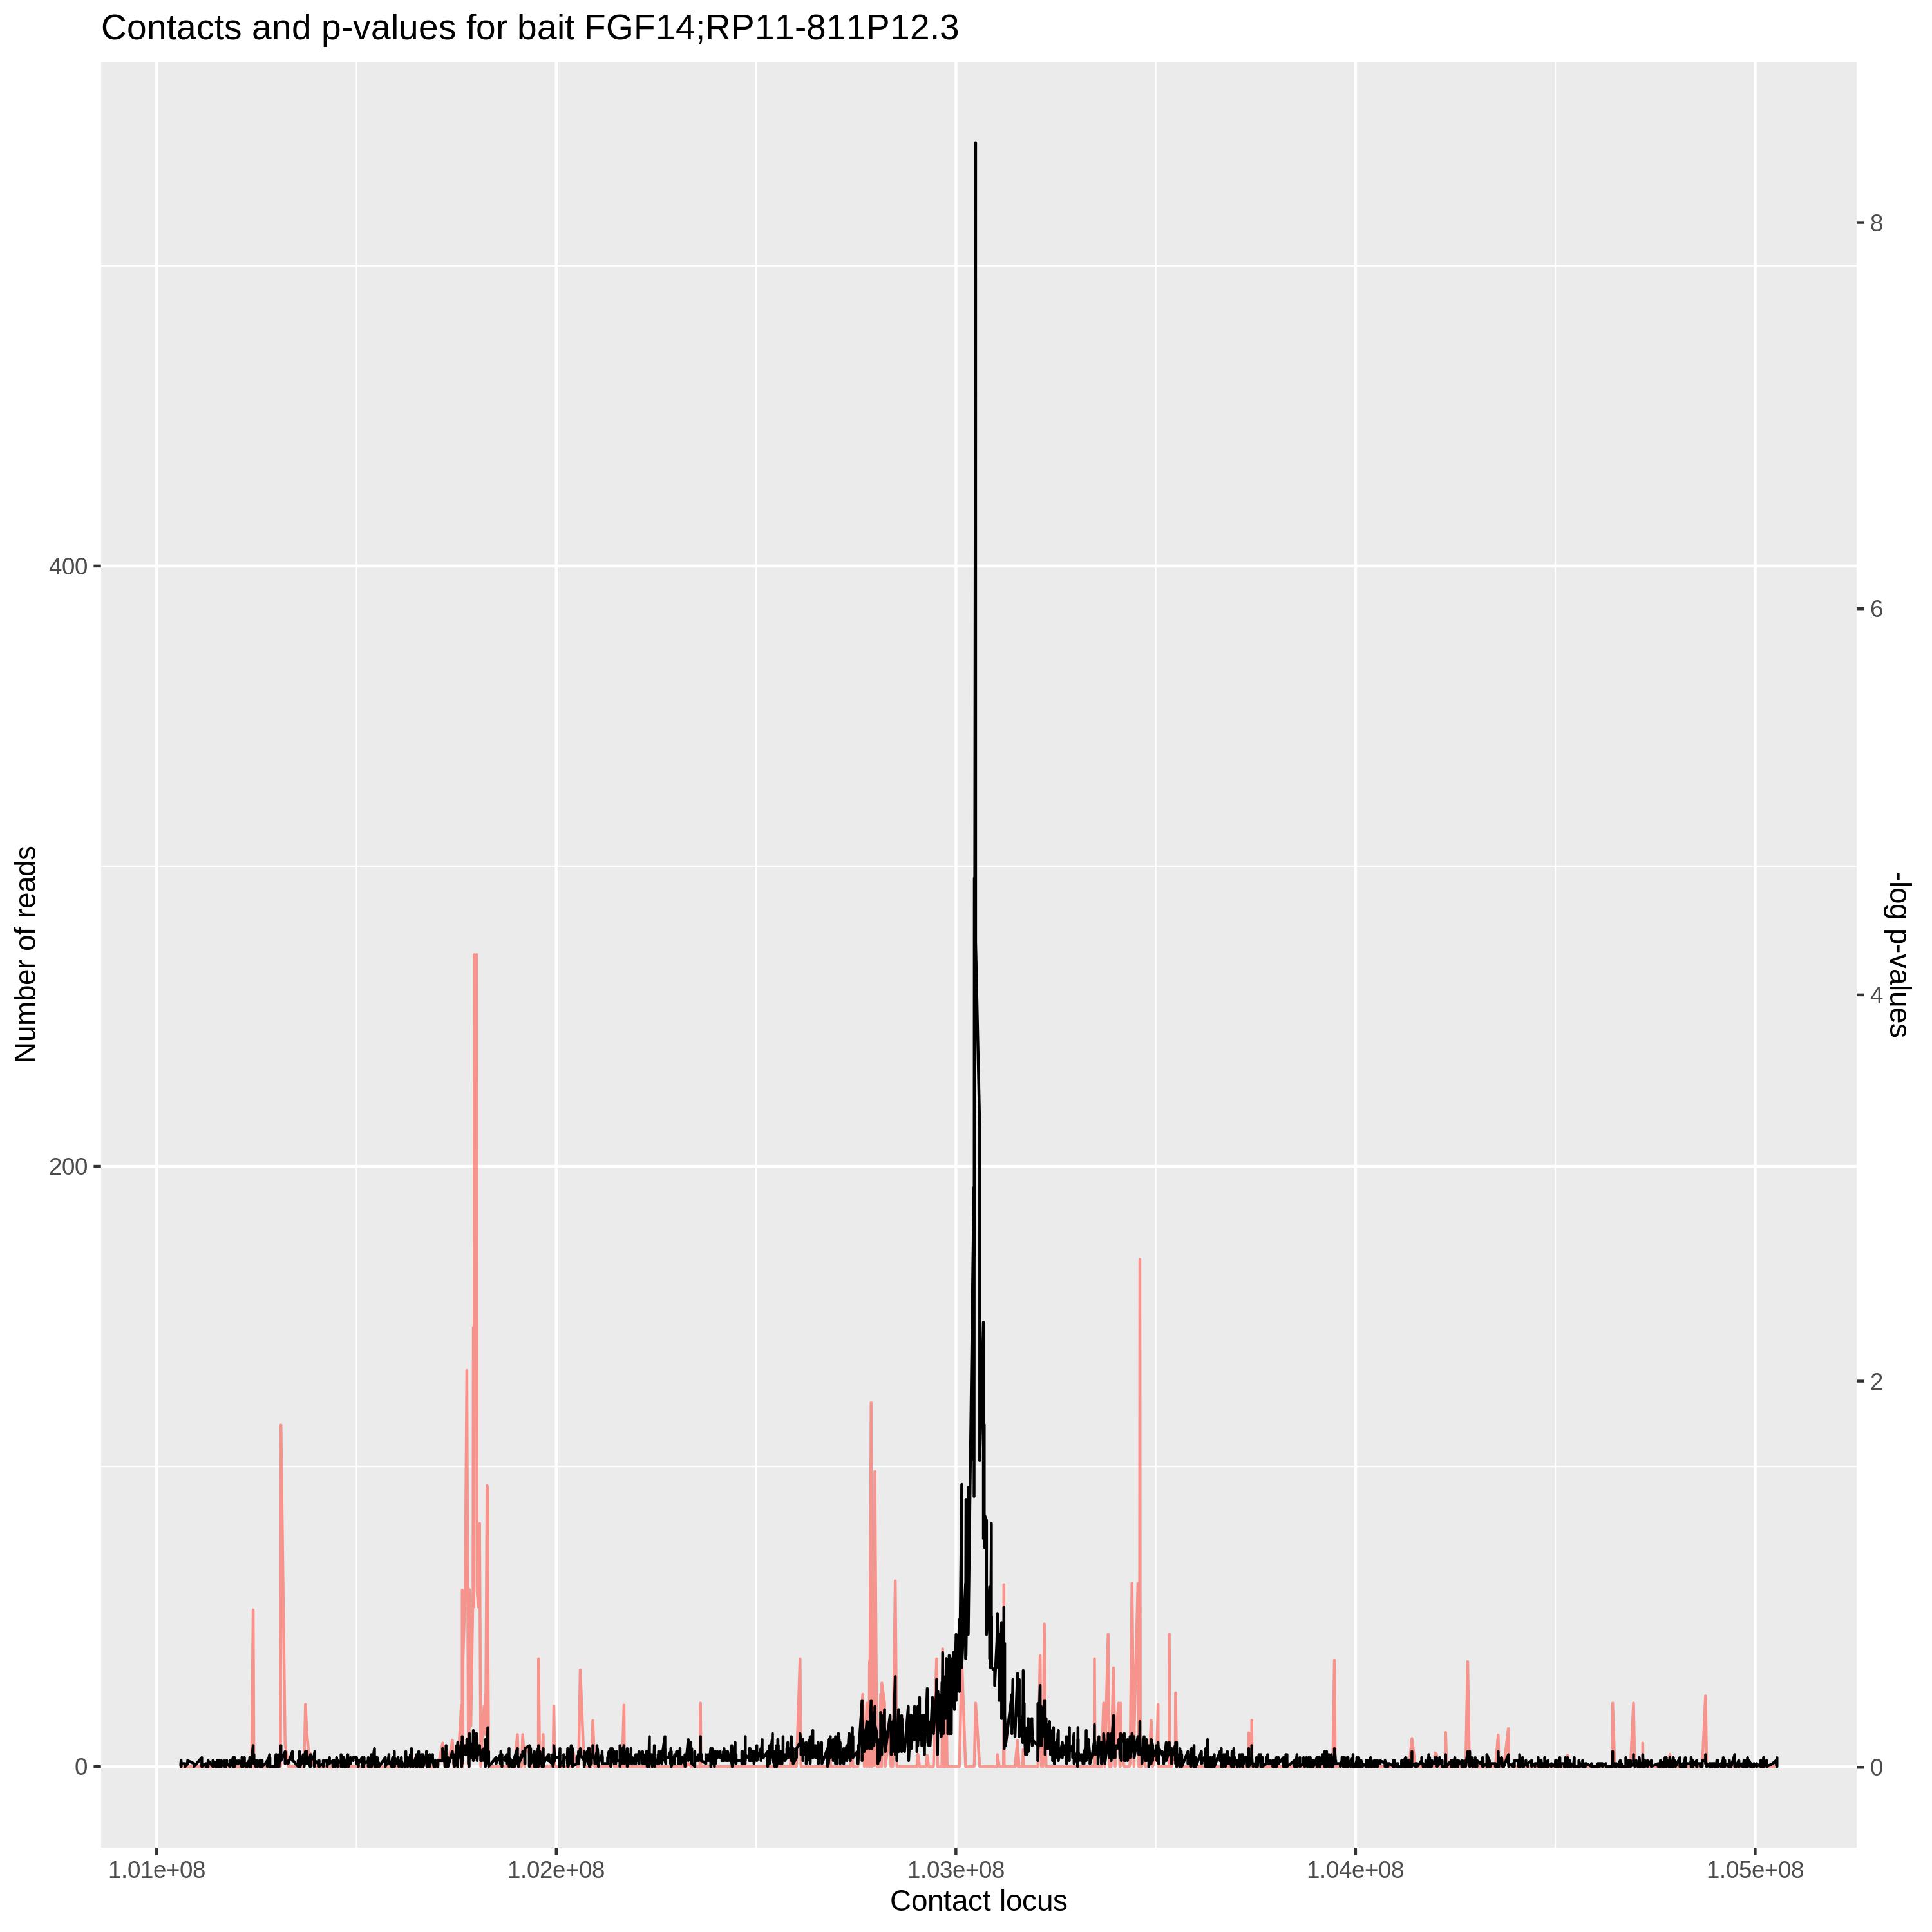 Contacts and p-values for bait FGF14;RP11-811P12.3
Number of reads
400
200
0
8
6
4
2
0
-log p-values
1.01e+08
1.02e+08
1.03e+08
1.04e+08
1.05e+08
Contact locus